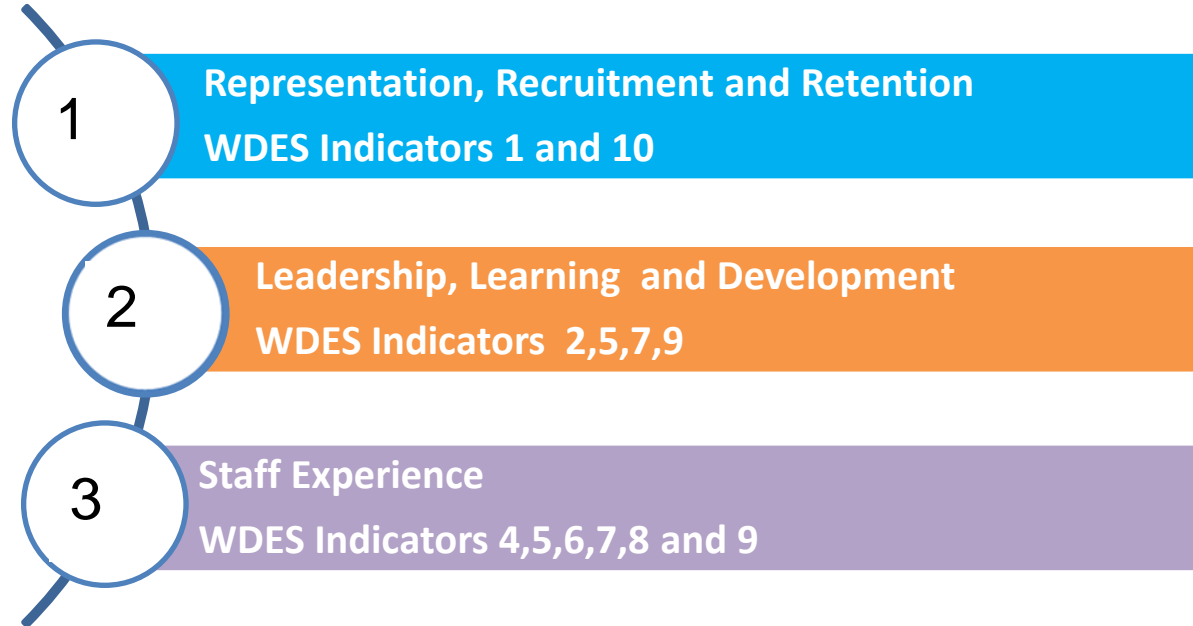 1
Representation, Recruitment and Retention
WDES Indicators 1 and 10
2
Leadership, Learning  and Development
WDES Indicators  2,5,7,9
3
Staff Experience
WDES Indicators 4,5,6,7,8 and 9